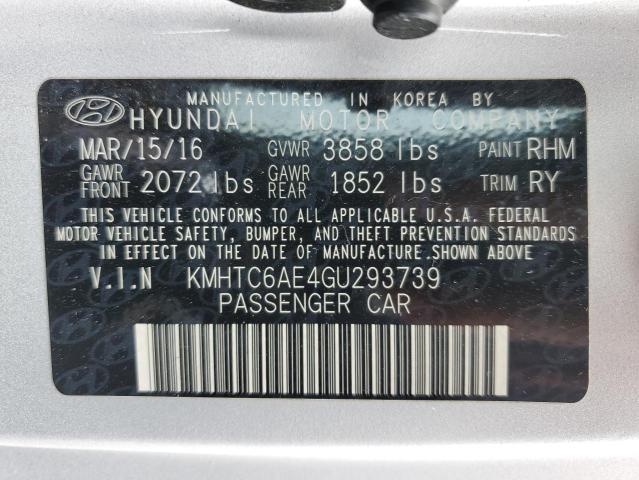 MANUFACTURED IN KOREA BY
HYUNDAI MOTOR COMPANY
MAR/15/16 GVWR 3858 lbs PAINT RHM
GAWR FRONT 2072 lbs GAWR REAR 1852 lbs TRIM RY
THIS VEHICLE CONFORMS TO ALL APPLICABLE U.S.A. FEDERAL
MOTOR VEHICLE SAFETY, BUMPER, AND THEFT PREVENTION STANDARDS
IN EFFECT ON THE DATE OF MANUFACTURE SHOWN ABOVE.
V.I.N KMHTC6AE4GU293739
PASSENGER CAR